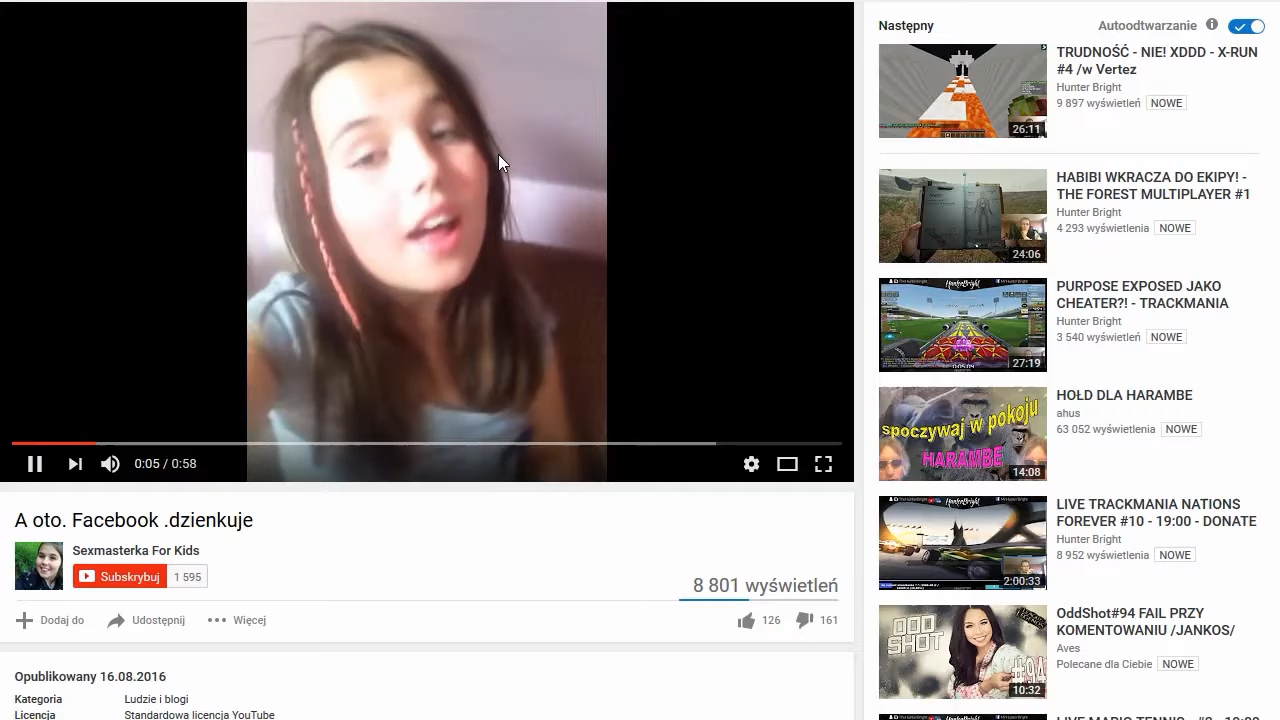 Następny
Autoodtwarzanie
TRUDNOŚĆ - NIE! XDDD - X-RUN
#4 /w Vertez
Hunter Bright
9 897 wyświetleń NOWE
26:11
HABIBI WKRACZA DO EKIPY! -
THE FOREST MULTIPLAYER #1
Hunter Bright
4 293 wyświetlenia NOWE
24:06
PURPOSE EXPOSED JAKO
CHEATER?! - TRACKMANIA
Hunter Bright
3 540 wyświetleń NOWE
HunterBright
27:19
HOŁD DLA HARAMBE
ahus
63 052 wyświetlenia NOWE
spoczywaj w pokoju
HARAMBE
14:08
LIVE TRACKMANIA NATIONS
FOREVER #10 - 19:00 - DONATE
Hunter Bright
8 952 wyświetlenia NOWE
HunterBright
2:00:33
OddShot#94 FAIL PRZY
KOMENTOWANIU /JANKOS/
Aves
Polecane dla Ciebie NOWE
ODD
SHOT
#94
10:32
0:05 / 0:58
A oto. Facebook .dzienkuje
Sexmasterka For Kids
Subskrybuj 1 595
8 801 wyświetleń
Dodaj do Udostępnij Więcej
126 161
Opublikowany 16.08.2016
Kategoria Ludzie i blogi
Licencja Standardowa licencja YouTube